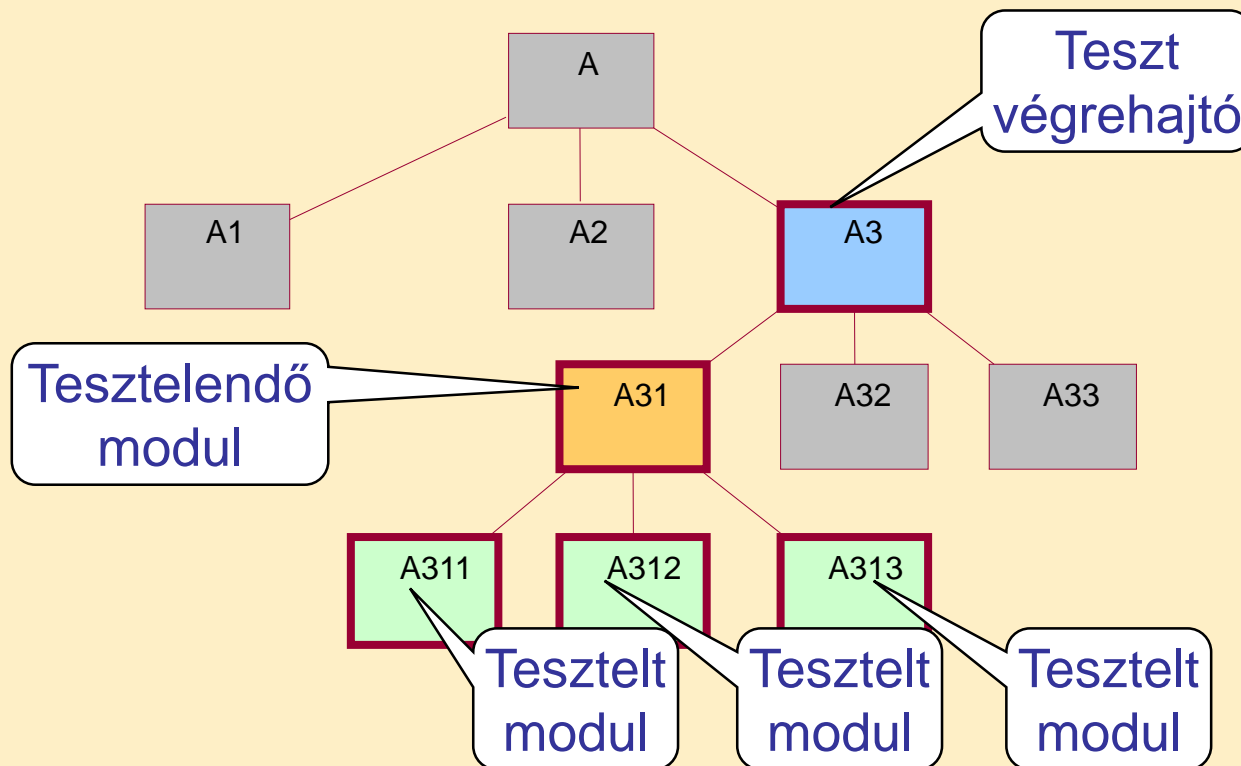 A
Teszt
végrehajtó
A1
A2
A3
Tesztelendő
modul
A31
A32
A33
A311
A312
A313
Tesztelt
modul
Tesztelt
modul
Tesztelt
modul